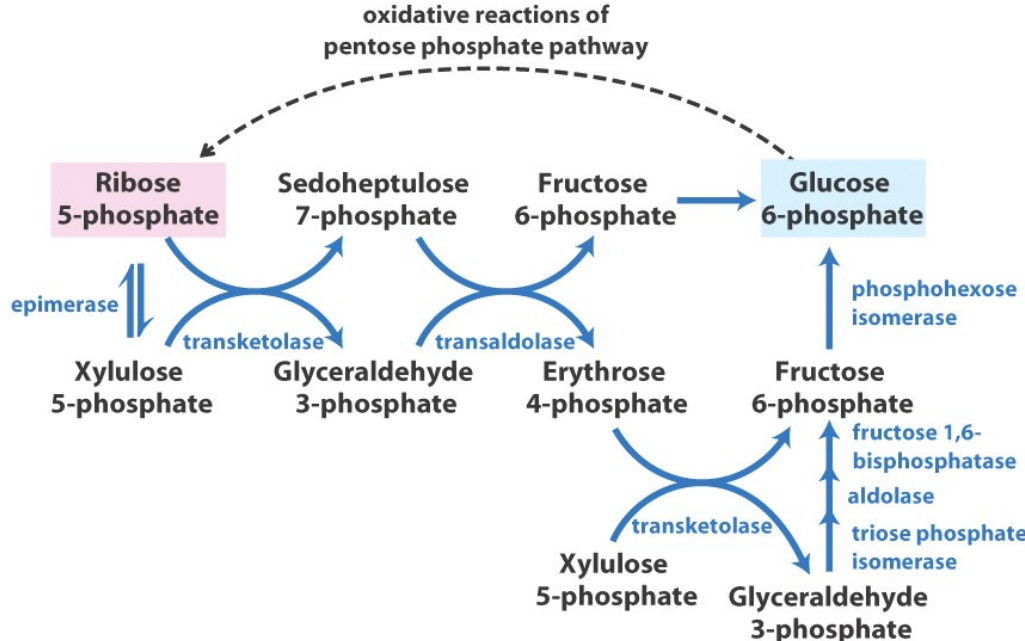 oxidative reactions of
pentose phosphate pathway
Ribose
5-phosphate
Sedoheptulose
7-phosphate
Fructose
6-phosphate
Glucose
6-phosphate
epimerase
transketolase
transaldolase
phosphohexose
isomerase
Xylulose
5-phosphate
Glyceraldehyde
3-phosphate
Erythrose
4-phosphate
Fructose
6-phosphate
fructose 1,6-
bisphosphatase
aldolase
transketolase
triose phosphate
isomerase
Xylulose
5-phosphate
Glyceraldehyde
3-phosphate